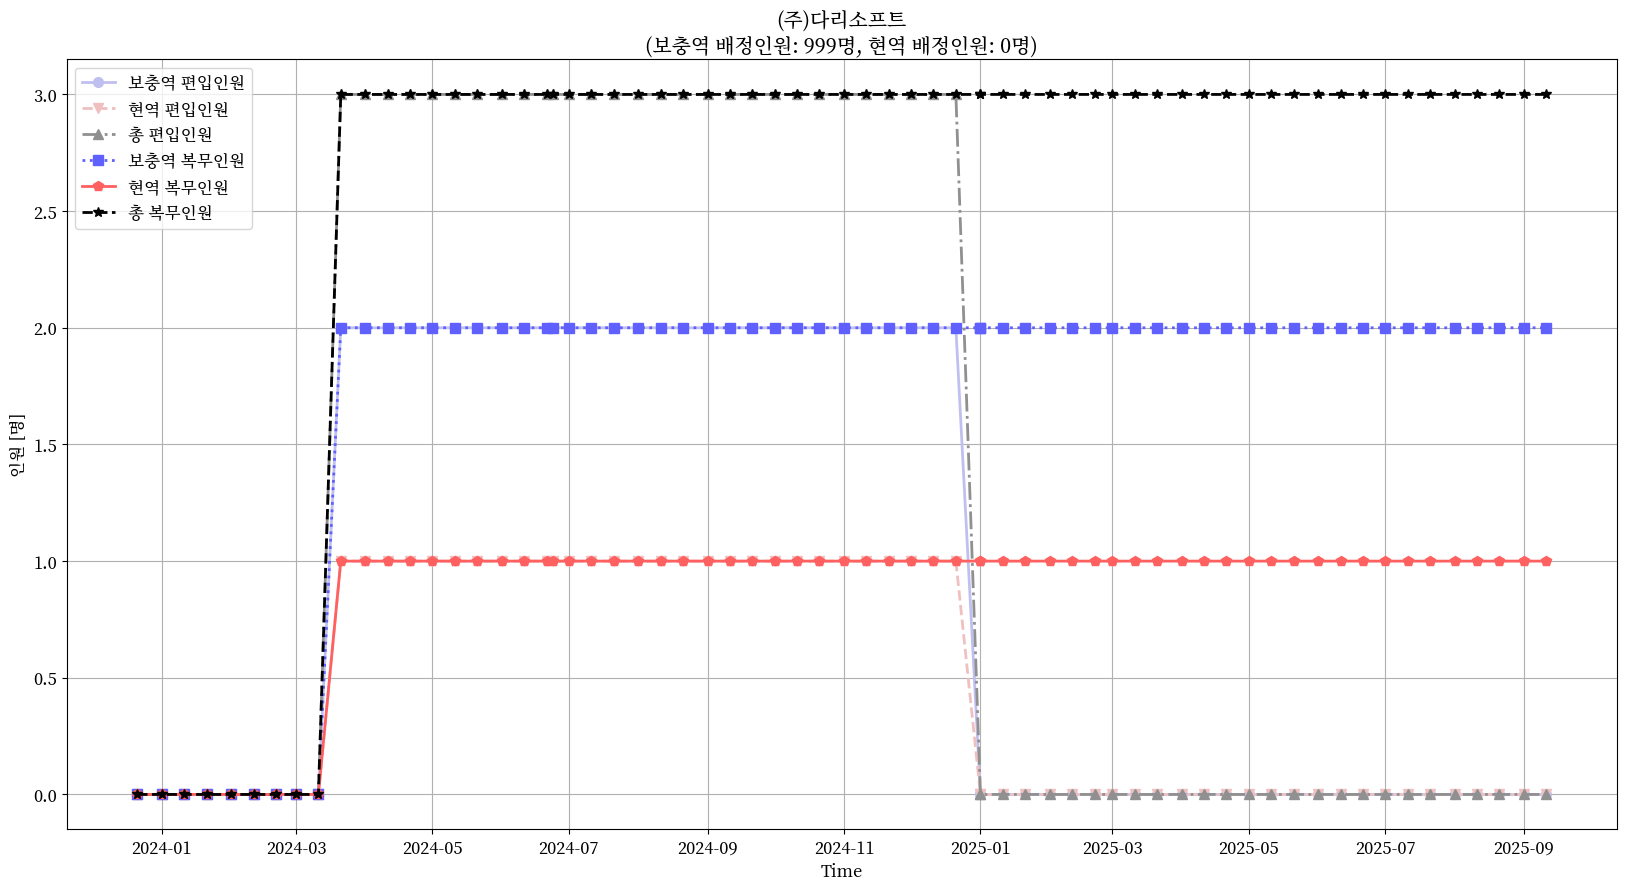 (주)다리소프트
(보충역 배정인원: 999명, 현역 배정인원: 0명)
보충역 편입인원
현역 편입인원
총 편입인원
보충역 복무인원
현역 복무인원
총 복무인원
인원 [명]
3.0
2.5
2.0
1.5
1.0
0.5
0.0
2024-01 2024-03 2024-05 2024-07 2024-09 2024-11 2025-01 2025-03 2025-05 2025-07 2025-09
Time